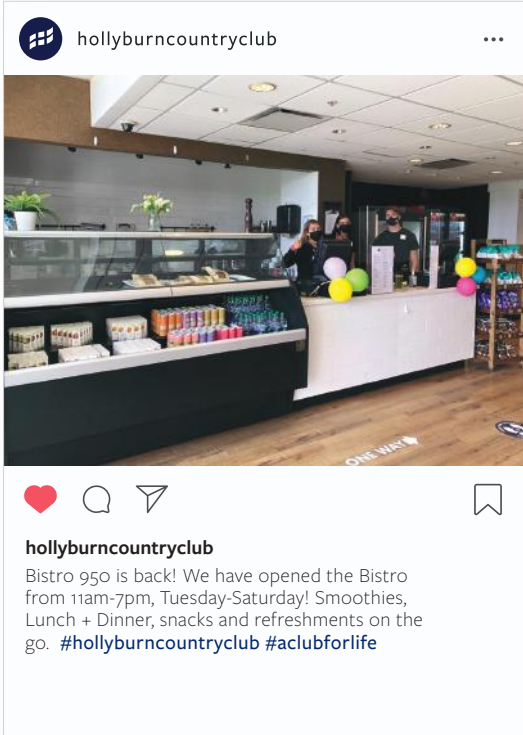 hollyburncountryclub
ONE WAY
hollyburncountryclub
Bistro 950 is back! We have opened the Bistro
from 11am-7pm, Tuesday-Saturday! Smoothies,
Lunch + Dinner, snacks and refreshments on the
go. #hollyburncountryclub #aclubforlife